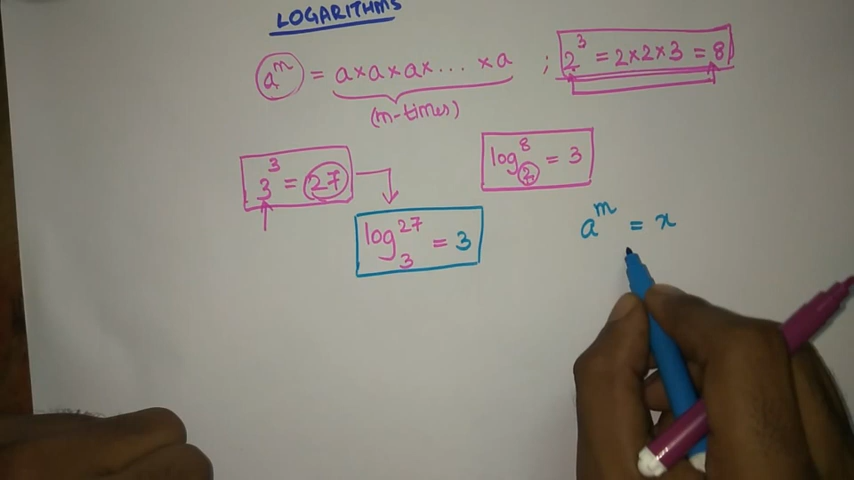 LOGARITHMS
a^m = a×a×a×... ×a ; 2^3 = 2×2×3 = 8
(m-times)
3^3 = 27
log_2^8 = 3
log_3^27 = 3
a^m = x